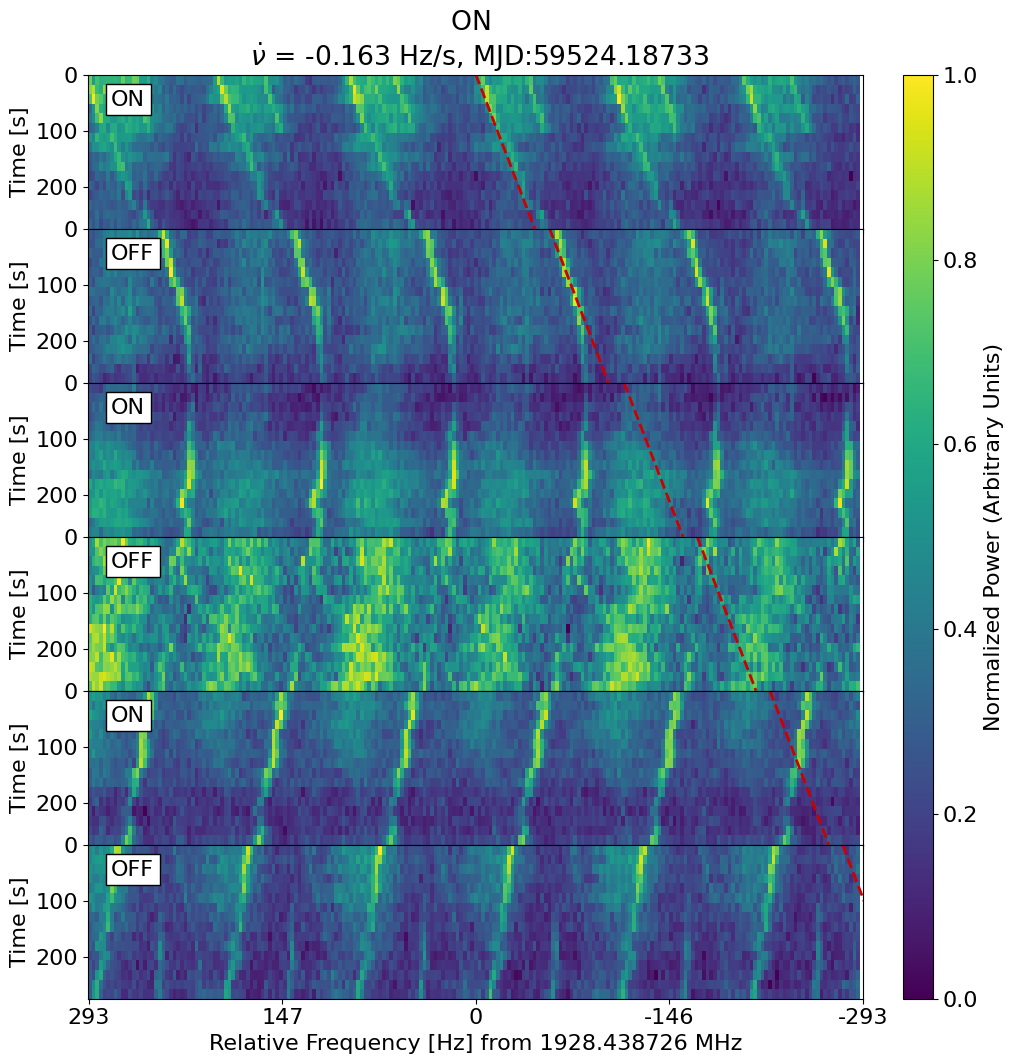 ON
ν̇ = -0.163 Hz/s, MJD:59524.18733
0
ON
Time [s]
100
200
0
OFF
Time [s]
100
200
0
ON
Time [s]
100
200
0
OFF
Time [s]
100
200
0
ON
Time [s]
100
200
0
OFF
Time [s]
100
200
293
147
0
-146
-293
Relative Frequency [Hz] from 1928.438726 MHz
1.0
0.8
0.6
0.4
0.2
0.0
Normalized Power (Arbitrary Units)